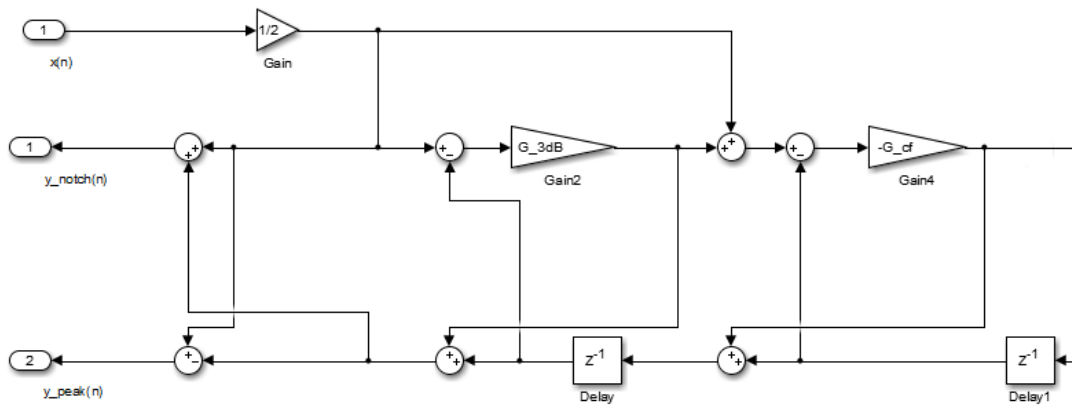 1
1/2
x(n)
Gain
1
+
+
+
−
G_3dB
+
+
+
−
-G_cf
y_notch(n)
Gain2
Gain4
2
+
−
+
+
z-1
+
+
z-1
y_peak(n)
Delay
Delay1